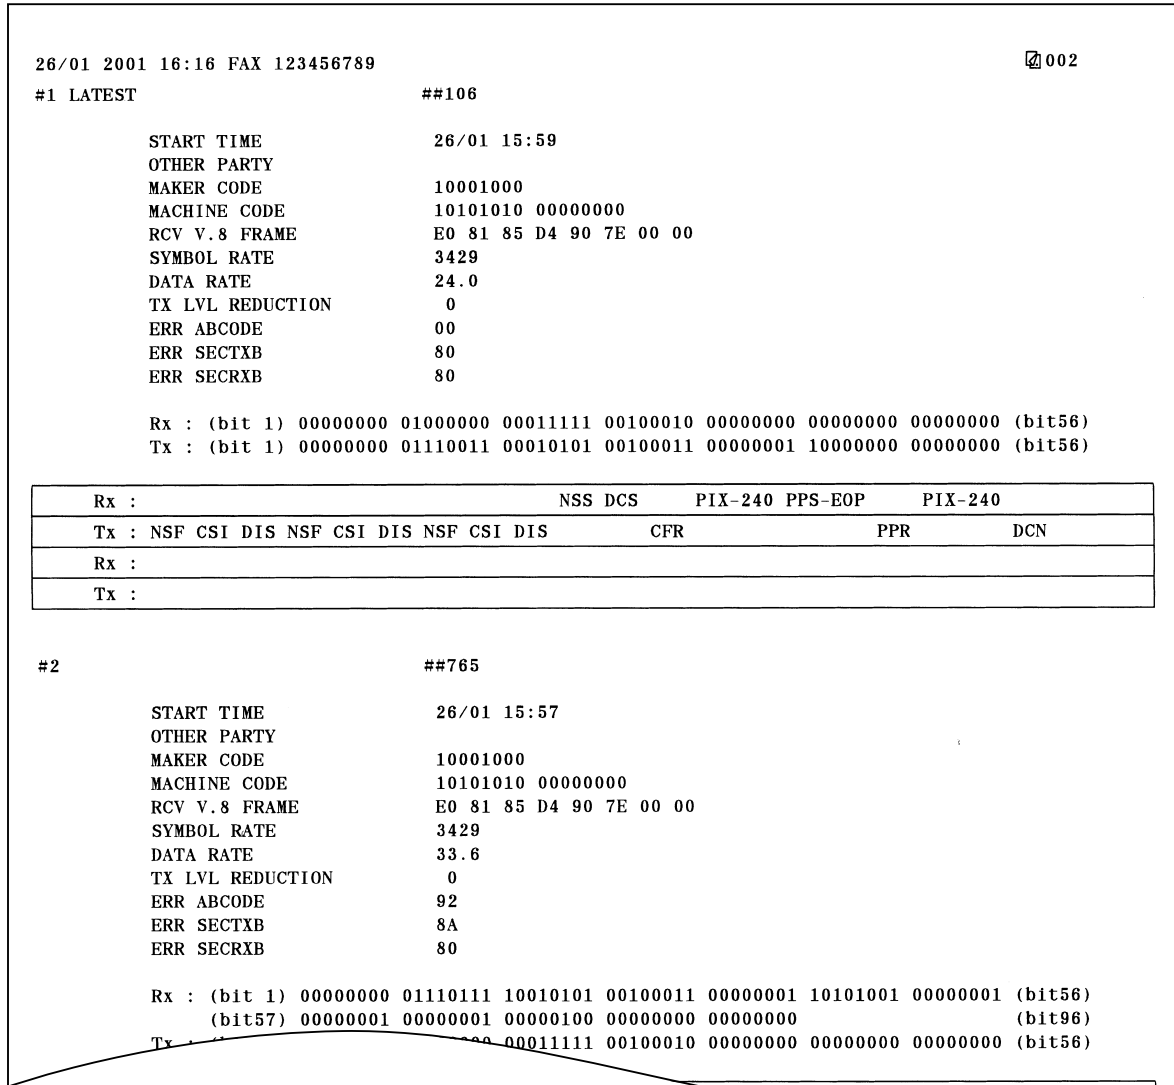 26/01 2001 16:16 FAX 123456789 002
#1 LATEST ##106
START TIME 26/01 15:59
OTHER PARTY
MAKER CODE 10001000
MACHINE CODE 10101010 00000000
RCV V.8 FRAME E0 81 85 D4 90 7E 00 00
SYMBOL RATE 3429
DATA RATE 24.0
TX LVL REDUCTION 0
ERR ABCODE 00
ERR SECTXB 80
ERR SECRXB 80
Rx : (bit 1) 00000000 01000000 00011111 00100010 00000000 00000000 00000000 (bit56)
Tx : (bit 1) 00000000 01110011 00010101 00100011 00000001 10000000 00000000 (bit56)
Rx : NSS DCS PIX-240 PPS-EOP PIX-240
Tx : NSF CSI DIS NSF CSI DIS NSF CSI DIS CFR PPR DCN
Rx :
Tx :
#2 ##765
START TIME 26/01 15:57
OTHER PARTY
MAKER CODE 10001000
MACHINE CODE 10101010 00000000
RCV V.8 FRAME E0 81 85 D4 90 7E 00 00
SYMBOL RATE 3429
DATA RATE 33.6
TX LVL REDUCTION 0
ERR ABCODE 92
ERR SECTXB 8A
ERR SECRXB 80
Rx : (bit 1) 00000000 01110111 10010101 00100011 00000001 10101001 00000001 (bit56)
(bit57) 00000001 00000001 00000100 00000000 00000000 (bit96)
Tx : 00011111 00100010 00000000 00000000 00000000 (bit56)